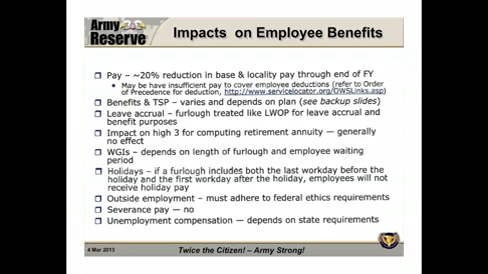 Army
Reserve
Impacts on Employee Benefits
Pay – ~20% reduction in base & locality pay through end of FY
• May be have insufficient pay to cover employee deductions (refer to Order
of Precedence for deduction, http://www.servicelocator.org/OWSLinks.asp)
Benefits & TSP – varies and depends on plan (see backup slides)
Leave accrual – furlough treated like LWOP for leave accrual and
benefit purposes
Impact on high 3 for computing retirement annuity — generally
no effect
WGIs – depends on length of furlough and employee waiting
period
Holidays – if a furlough includes both the last workday before the
holiday and the first workday after the holiday, employees will not
receive holiday pay
Outside employment – must adhere to federal ethics requirements
Severance pay — no
Unemployment compensation — depends on state requirements
4 Mar 2013
Twice the Citizen! – Army Strong!